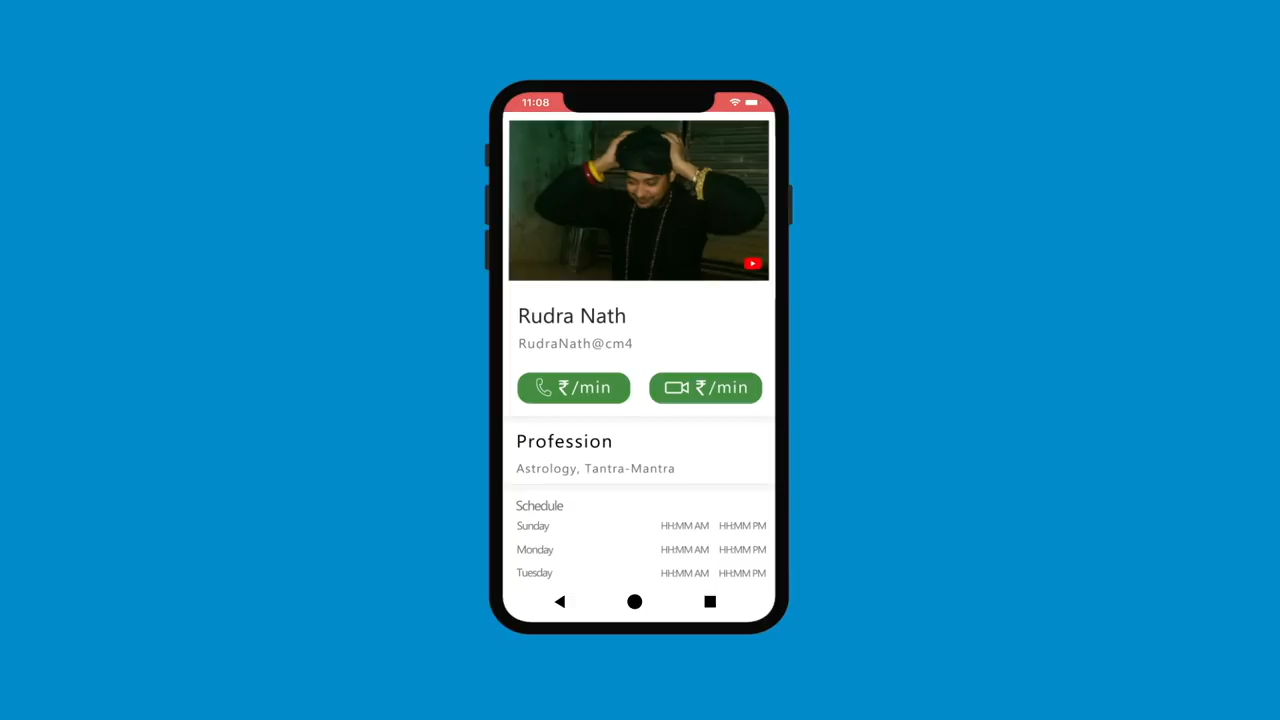 11:08
Rudra Nath
RudraNath@cm4
₹/min ₹/min
Profession
Astrology, Tantra-Mantra
Schedule
Sunday HH:MM AM HH:MM PM
Monday HH:MM AM HH:MM PM
Tuesday HH:MM AM HH:MM PM